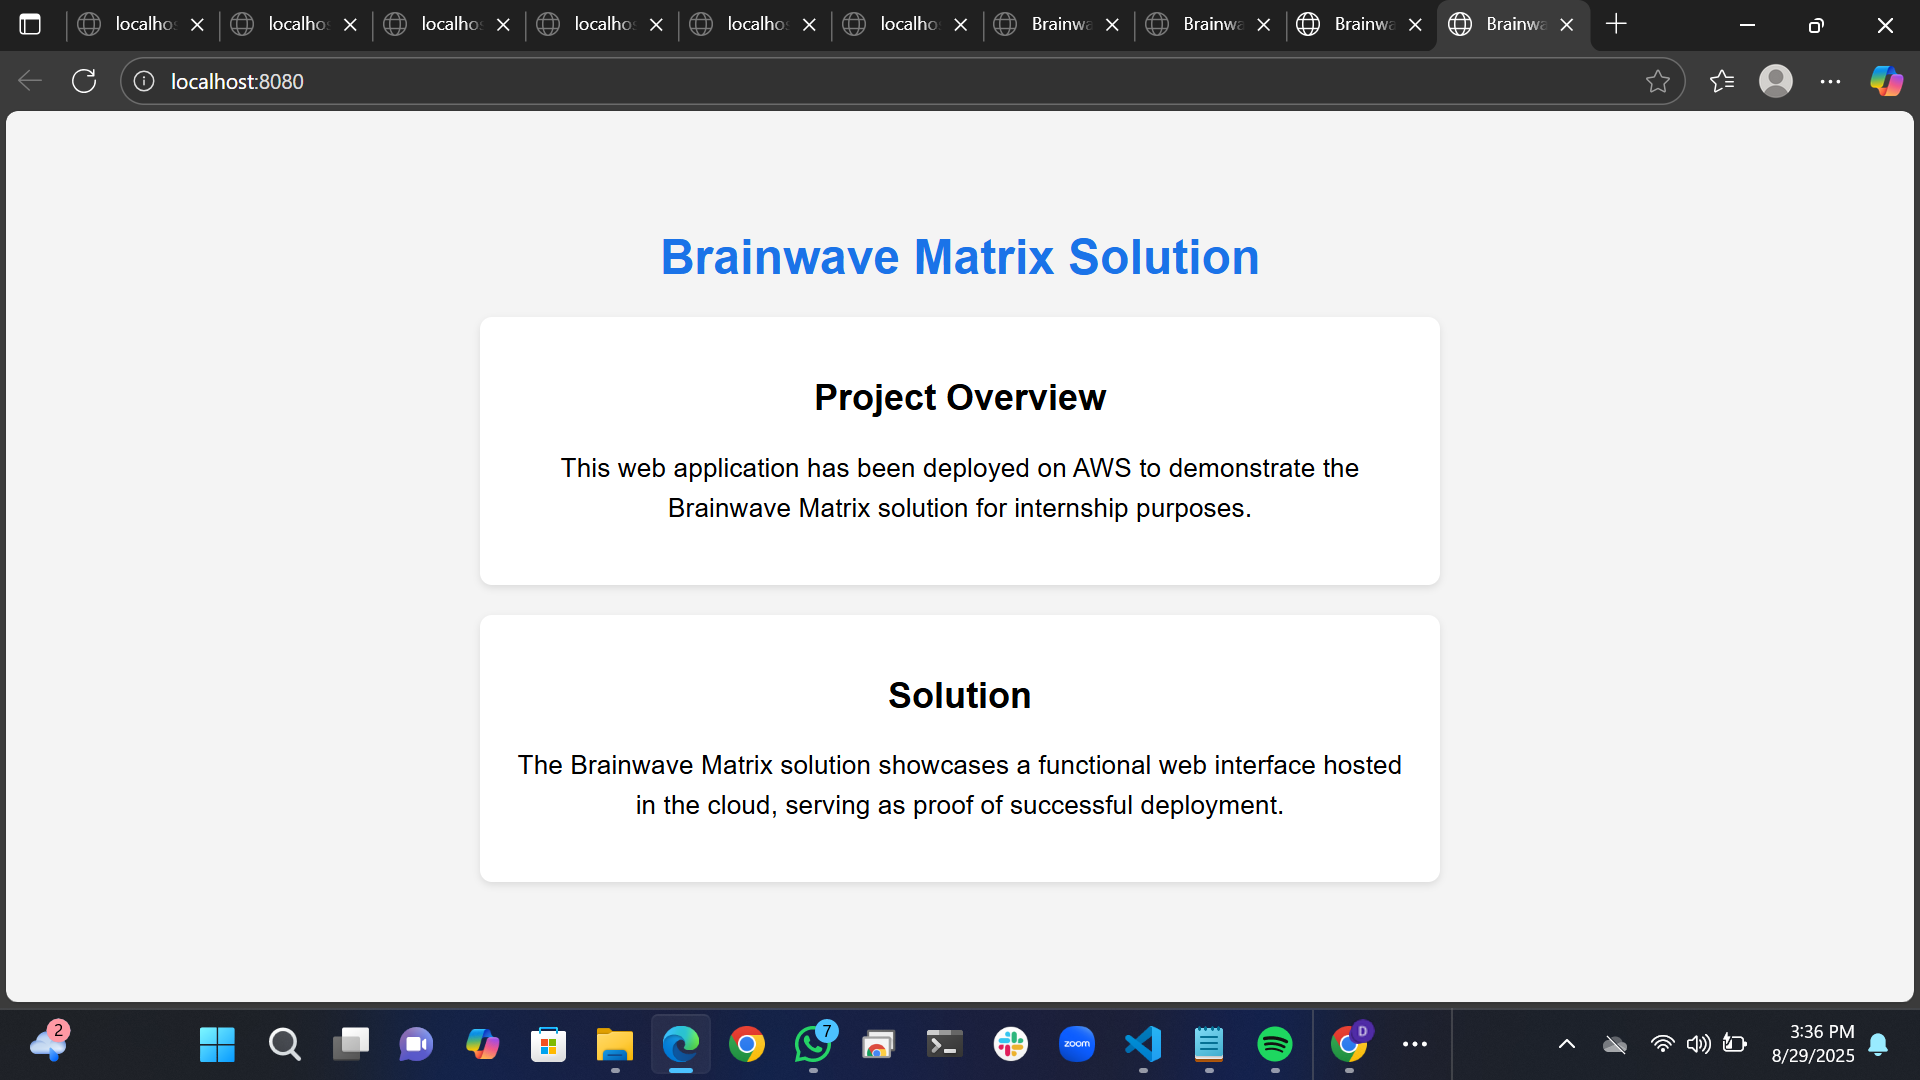 localhos
localhos
localhos
localhos
localhos
localhos
Brainwa
Brainwa
Brainwa
Brainwa
localhost:8080
Brainwave Matrix Solution
Project Overview
This web application has been deployed on AWS to demonstrate the
Brainwave Matrix solution for internship purposes.
Solution
The Brainwave Matrix solution showcases a functional web interface hosted
in the cloud, serving as proof of successful deployment.
2
7
zoom
D
3:36 PM
8/29/2025